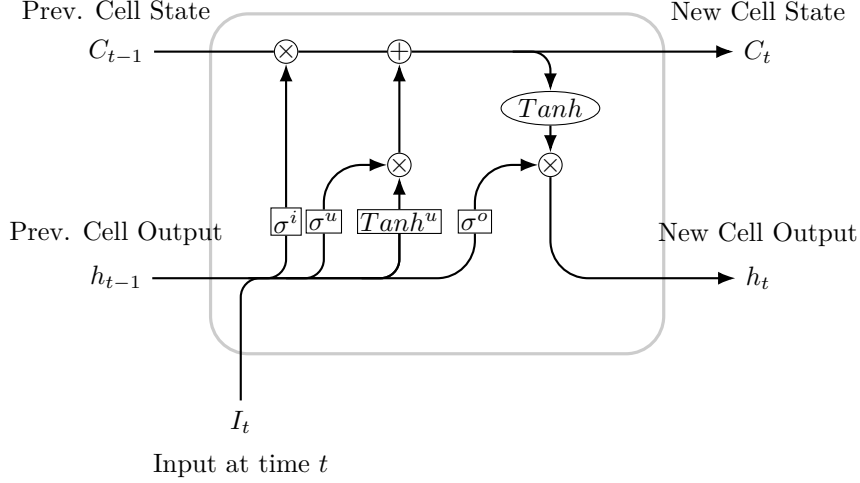 Prev. Cell State New Cell State
C_{t-1} × + C_t
Tanh
× ×
σ^i σ^u Tanh^u σ^o
Prev. Cell Output New Cell Output
h_{t-1} h_t
I_t
Input at time t